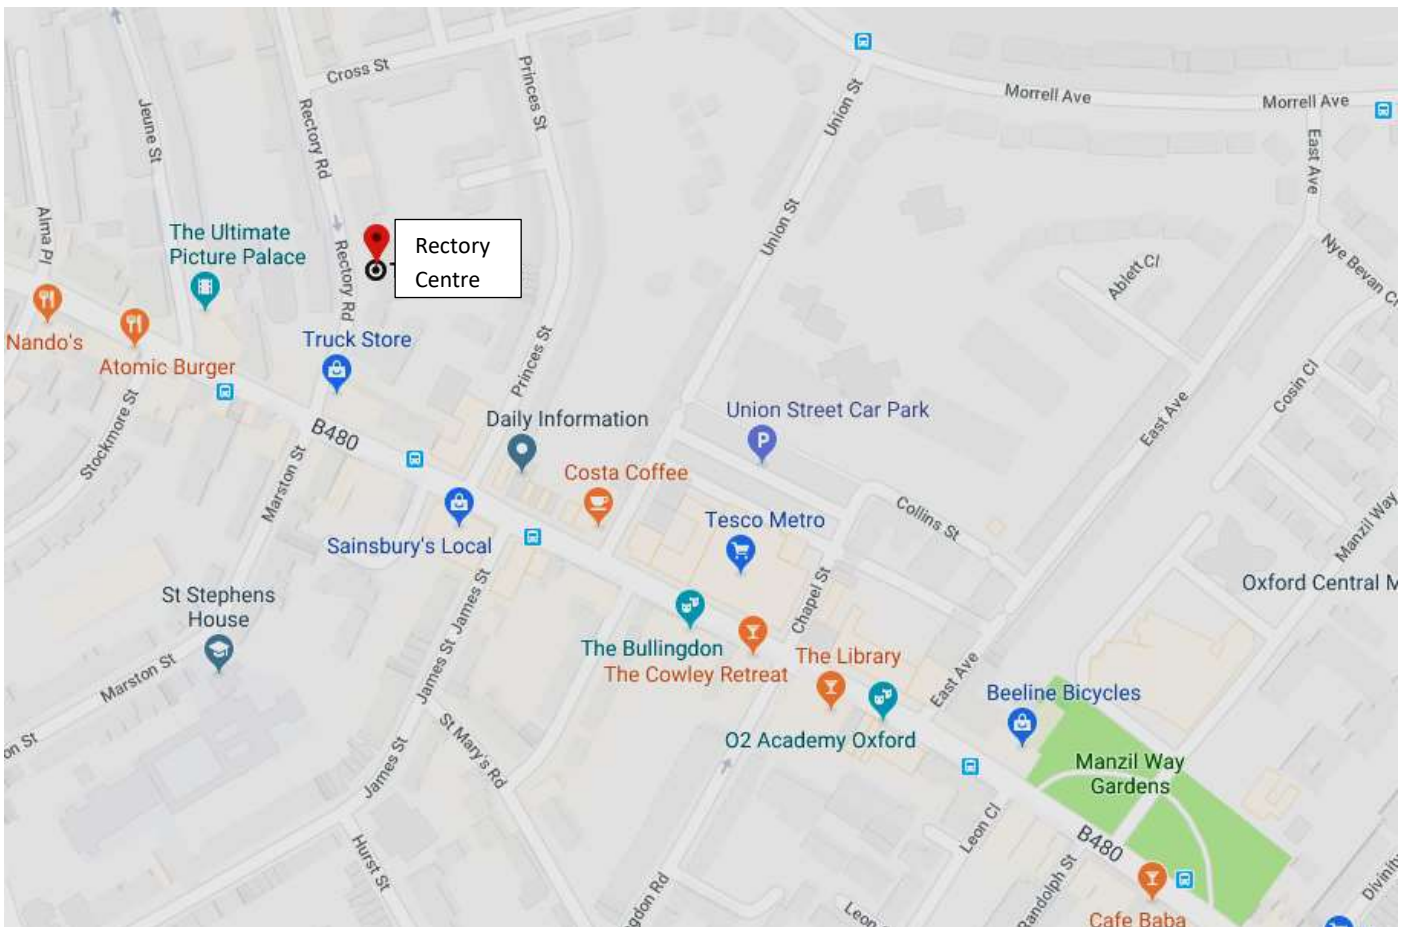 Cross St
Princes St
Union St
Morrell Ave
Morrell Ave
Jeune St
Rectory Rd
East Ave
Alma Pl
The Ultimate
Picture Palace
Rectory Rd
Rectory
Centre
Union St
Nye Bevan
Ablett Cl
Nando's
Atomic Burger
Truck Store
Princes St
Cosin Cl
Stockmore St
B480
Daily Information
Union Street Car Park
East Ave
Marston St
Costa Coffee
Collins St
Manzil Way
Sainsbury's Local
Tesco Metro
P
St Stephens
House
James St
James St
Chapel St
Oxford Central M
The Bullingdon
The Cowley Retreat
The Library
East Ave
Beeline Bicycles
Marston St
on St
St Mary's Rd
O2 Academy Oxford
James St
Manzil Way
Gardens
Hurst St
Leon Cl
B480
gdon Rd
Leon
Randolph St
Divinity
Cafe Baba